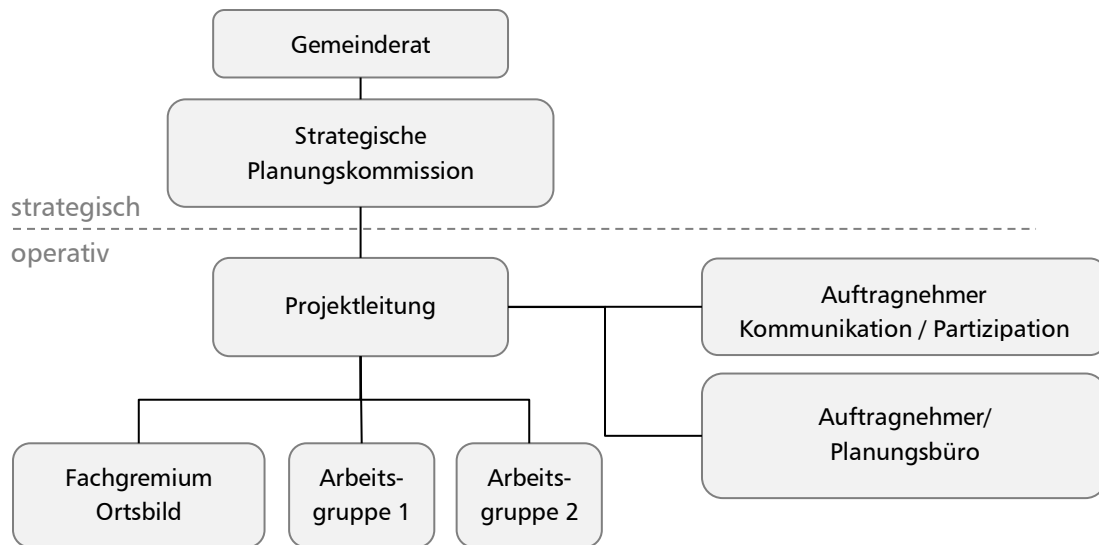 Gemeinderat
Strategische
Planungskommission
strategisch
operativ
Projektleitung
Auftragnehmer
Kommunikation / Partizipation
Auftragnehmer/
Planungsbüro
Fachgremium
Ortsbild
Arbeits-
gruppe 1
Arbeits-
gruppe 2